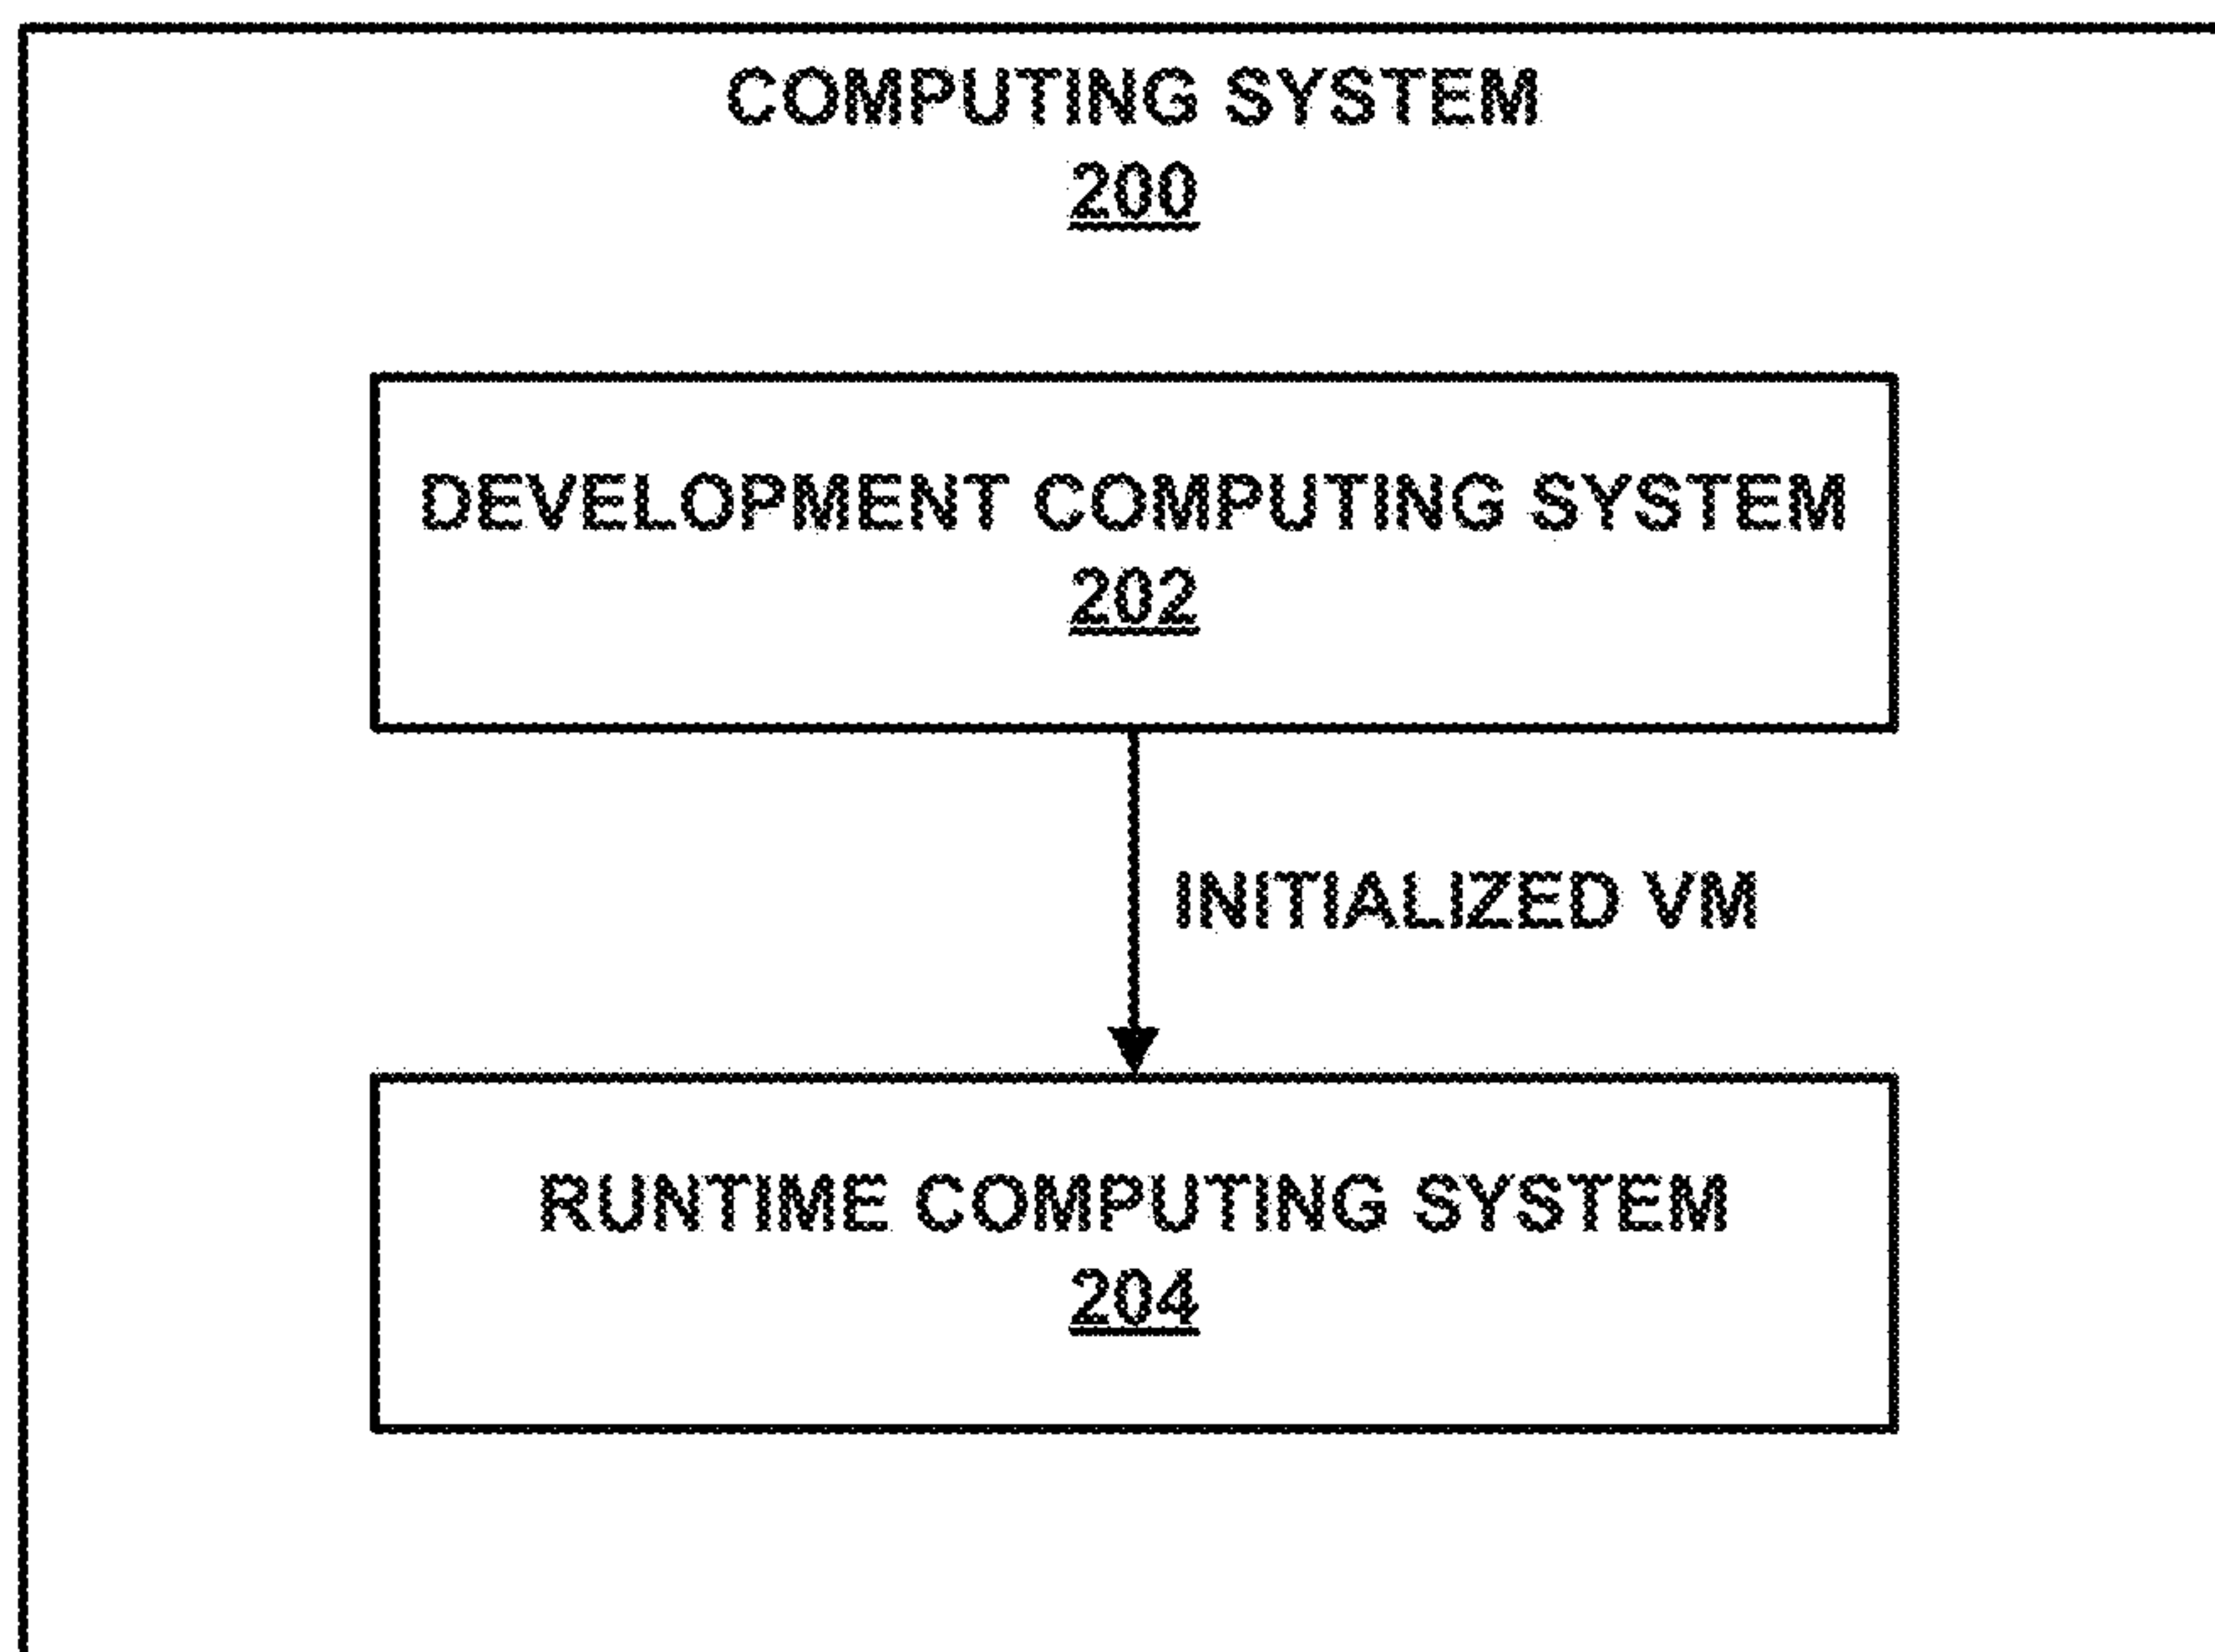 COMPUTING SYSTEM
200
DEVELOPMENT COMPUTING SYSTEM
202
INITIALIZED VM
RUNTIME COMPUTING SYSTEM
204